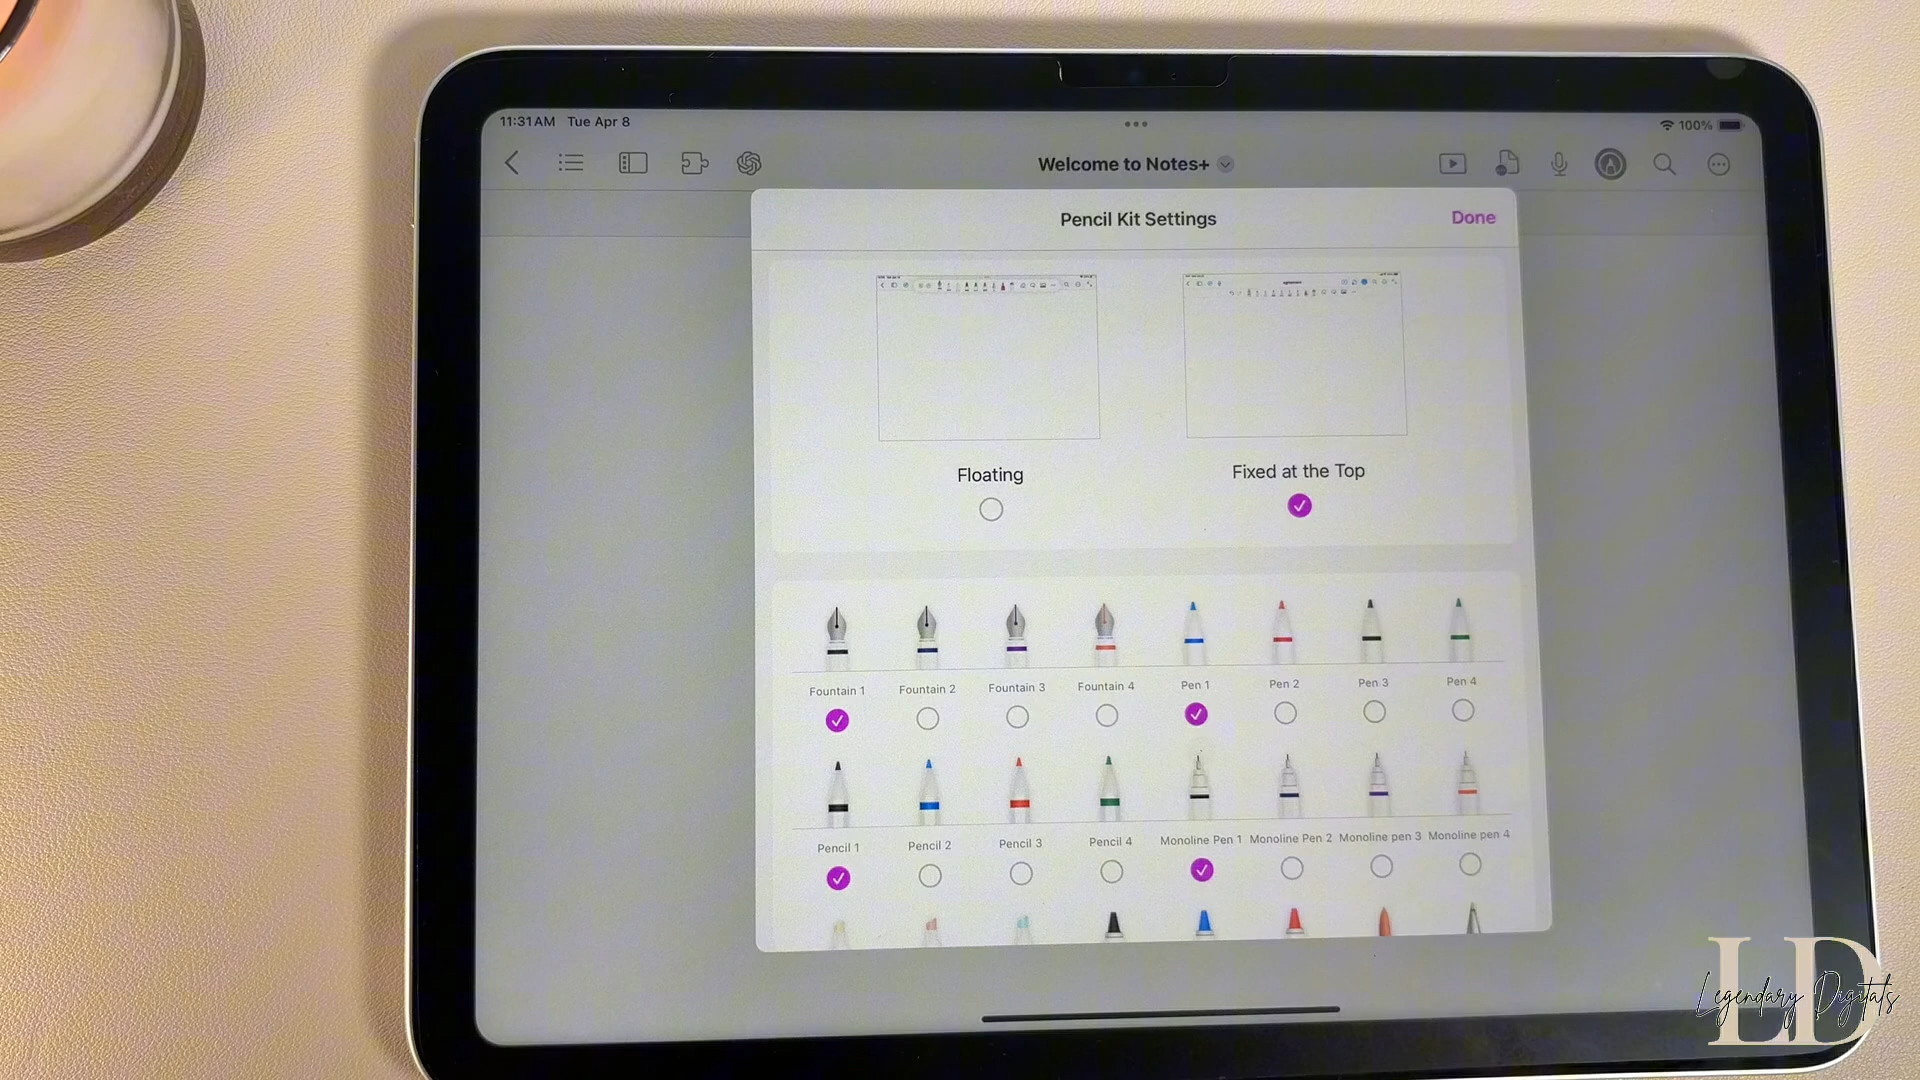 11:31AM Tue Apr 8
100%
Welcome to Notes+
Pencil Kit Settings
Done
Floating
Fixed at the Top
Fountain 1 Fountain 2 Fountain 3 Fountain 4 Pen 1 Pen 2 Pen 3 Pen 4
Pencil 1 Pencil 2 Pencil 3 Pencil 4 Monoline Pen 1 Monoline Pen 2 Monoline pen 3 Monoline pen 4
LD
Legendary Digitals